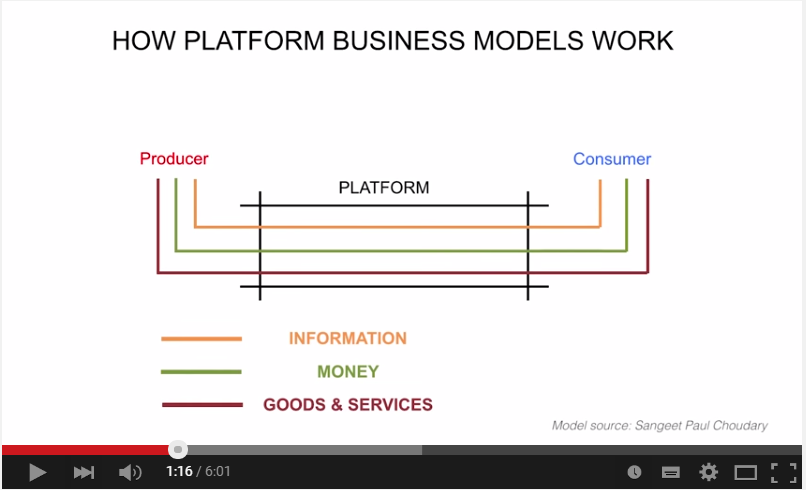 HOW PLATFORM BUSINESS MODELS WORK
Producer
Consumer
PLATFORM
INFORMATION
MONEY
GOODS & SERVICES
Model source: Sangeet Paul Choudary
1:16 / 6:01